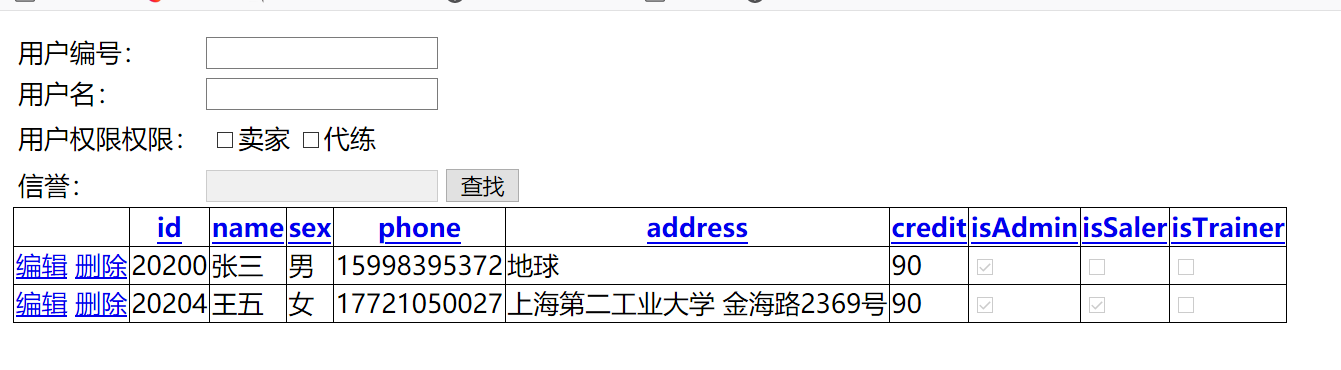 用户编号：
用户名：
用户权限权限： 卖家 代练
信誉： 查找
id name sex phone address credit isAdmin isSaler isTrainer
编辑 删除 20200 张三 男 15998395372 地球 90
编辑 删除 20204 王五 女 17721050027 上海第二工业大学 金海路2369号 90